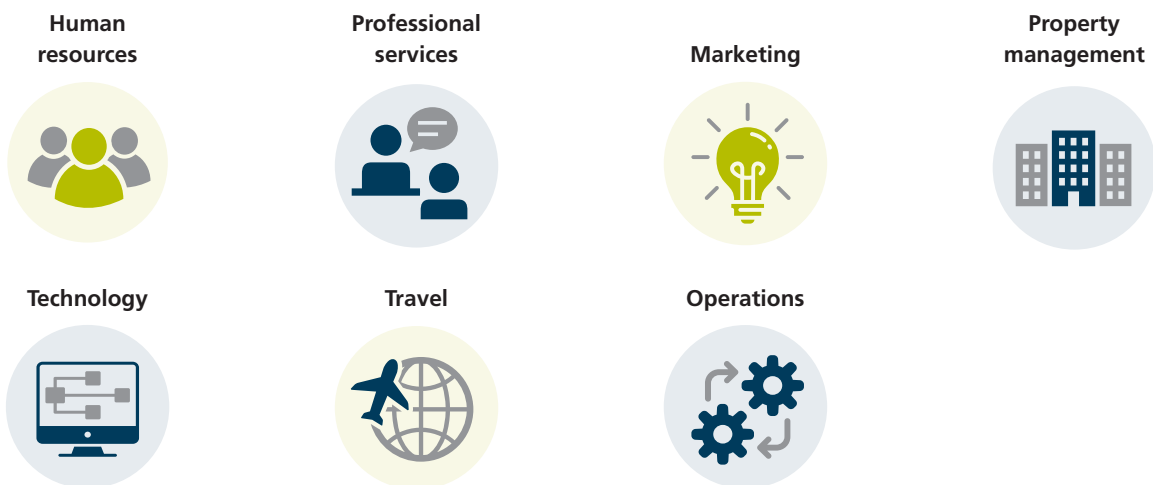 Human
resources
Professional
services
Marketing
Property
management
Technology
Travel
Operations